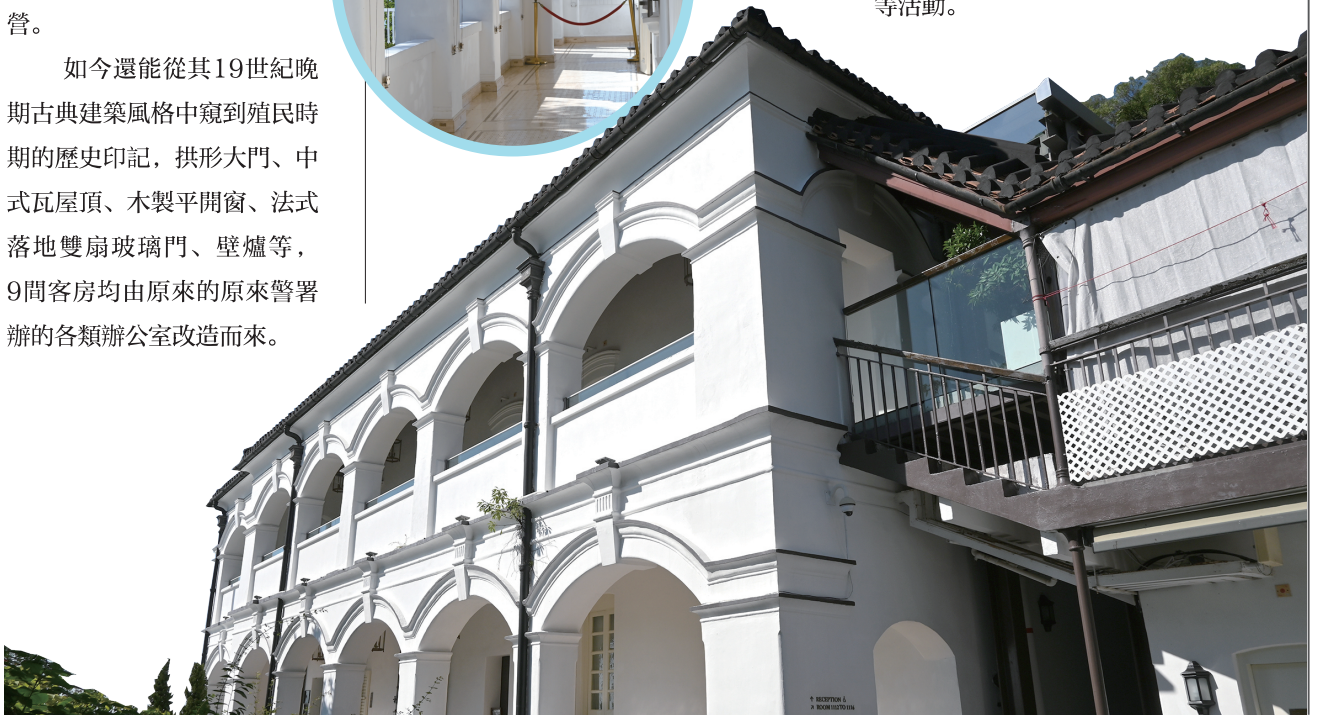 營。
如今還能從其19世紀晚
期古典建築風格中窺到殖民時
期的歷史印記，拱形大門、中
式瓦屋頂、木製平開窗、法式
落地雙扇玻璃門、壁爐等，
9間客房均由原來的原來警署
辦的各類辦公室改造而來。
等活動。
RECEPTION &